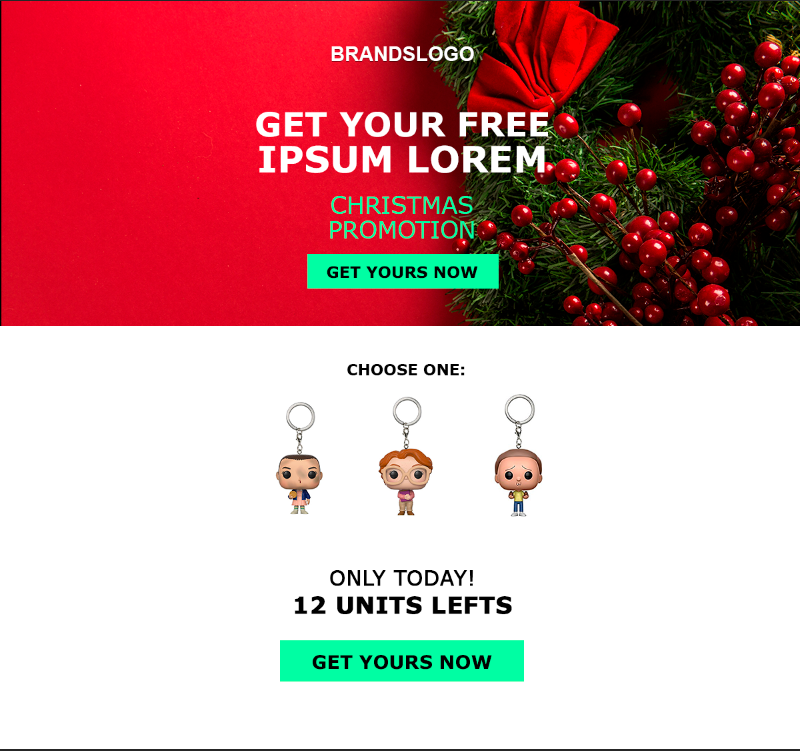 BRANDSLOGO
GET YOUR FREE
IPSUM LOREM
CHRISTMAS
PROMOTION
GET YOURS NOW
CHOOSE ONE:
ONLY TODAY!
12 UNITS LEFTS
GET YOURS NOW